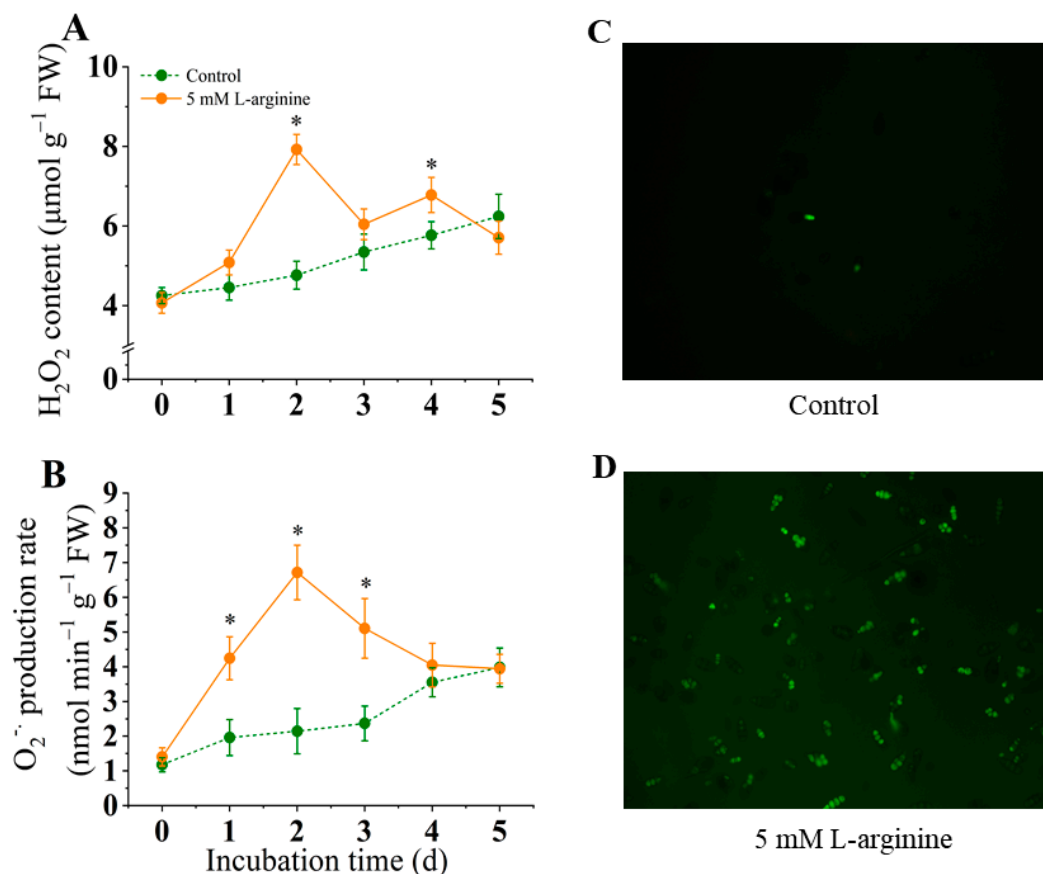 A
H₂O₂ content (μmol g⁻¹ FW)
10
8
6
4
0
Control
5 mM L-arginine
*
*
0 1 2 3 4 5
B
O₂⁻· production rate
(nmol min⁻¹ g⁻¹ FW)
9
8
7
6
5
4
3
2
1
0
*
*
*
0 1 2 3 4 5
Incubation time (d)
C
Control
D
5 mM L-arginine